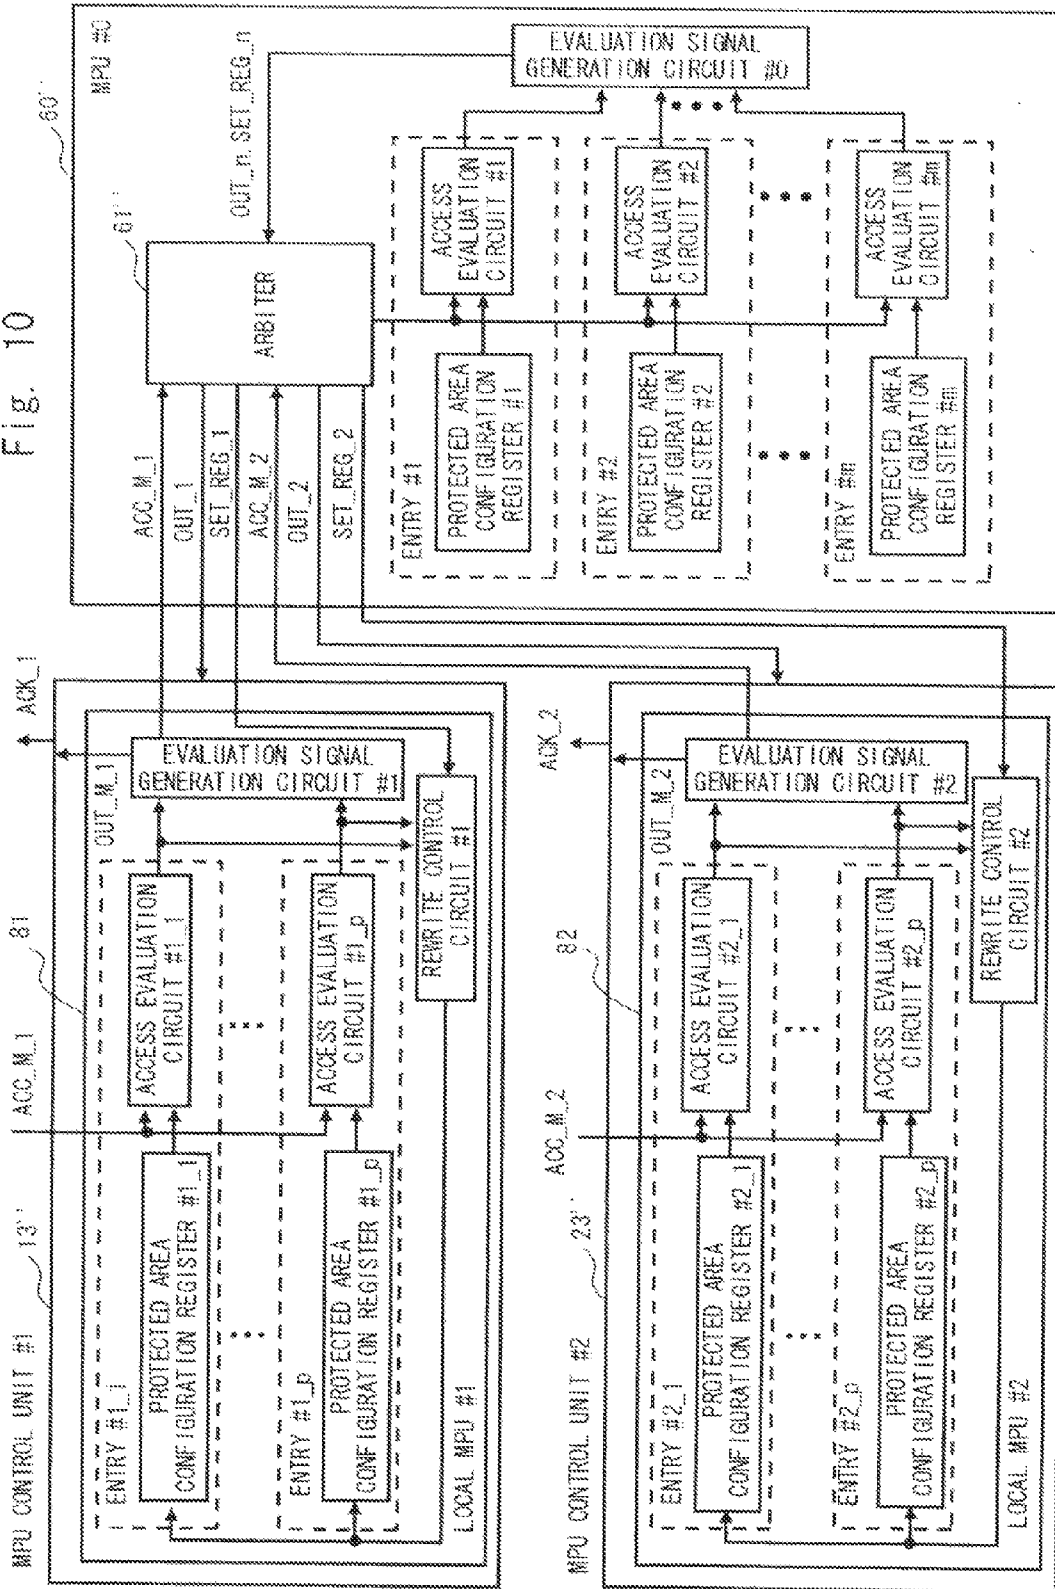 Fig. 10
MPU CONTROL UNIT #1
13''
ACC_M_1
81
ACK_1
OUT_M_1
ENTRY #1_1
PROTECTED AREA
CONFIGURATION REGISTER #1_1
ACCESS EVALUATION
CIRCUIT #1_1
ENTRY #1_p
PROTECTED AREA
CONFIGURATION REGISTER #1_p
ACCESS EVALUATION
CIRCUIT #1_p
EVALUATION SIGNAL
GENERATION CIRCUIT #1
REWRITE CONTROL
CIRCUIT #1
LOCAL MPU #1
MPU CONTROL UNIT #2
23''
ACC_M_2
82
ACK_2
OUT_M_2
ENTRY #2_1
PROTECTED AREA
CONFIGURATION REGISTER #2_1
ACCESS EVALUATION
CIRCUIT #2_1
ENTRY #2_p
PROTECTED AREA
CONFIGURATION REGISTER #2_p
ACCESS EVALUATION
CIRCUIT #2_p
EVALUATION SIGNAL
GENERATION CIRCUIT #2
REWRITE CONTROL
CIRCUIT #2
LOCAL MPU #2
60''
MPU #0
61''
ACC_M_1
OUT_1
SET_REG_1
ACC_M_2
OUT_2
SET_REG_2
ARBITER
OUT_n, SET_REG_n
EVALUATION SIGNAL
GENERATION CIRCUIT #0
ENTRY #1
PROTECTED AREA
CONFIGURATION
REGISTER #1
ACCESS
EVALUATION
CIRCUIT #1
ENTRY #2
PROTECTED AREA
CONFIGURATION
REGISTER #2
ACCESS
EVALUATION
CIRCUIT #2
ENTRY #m
PROTECTED AREA
CONFIGURATION
REGISTER #m
ACCESS
EVALUATION
CIRCUIT #m